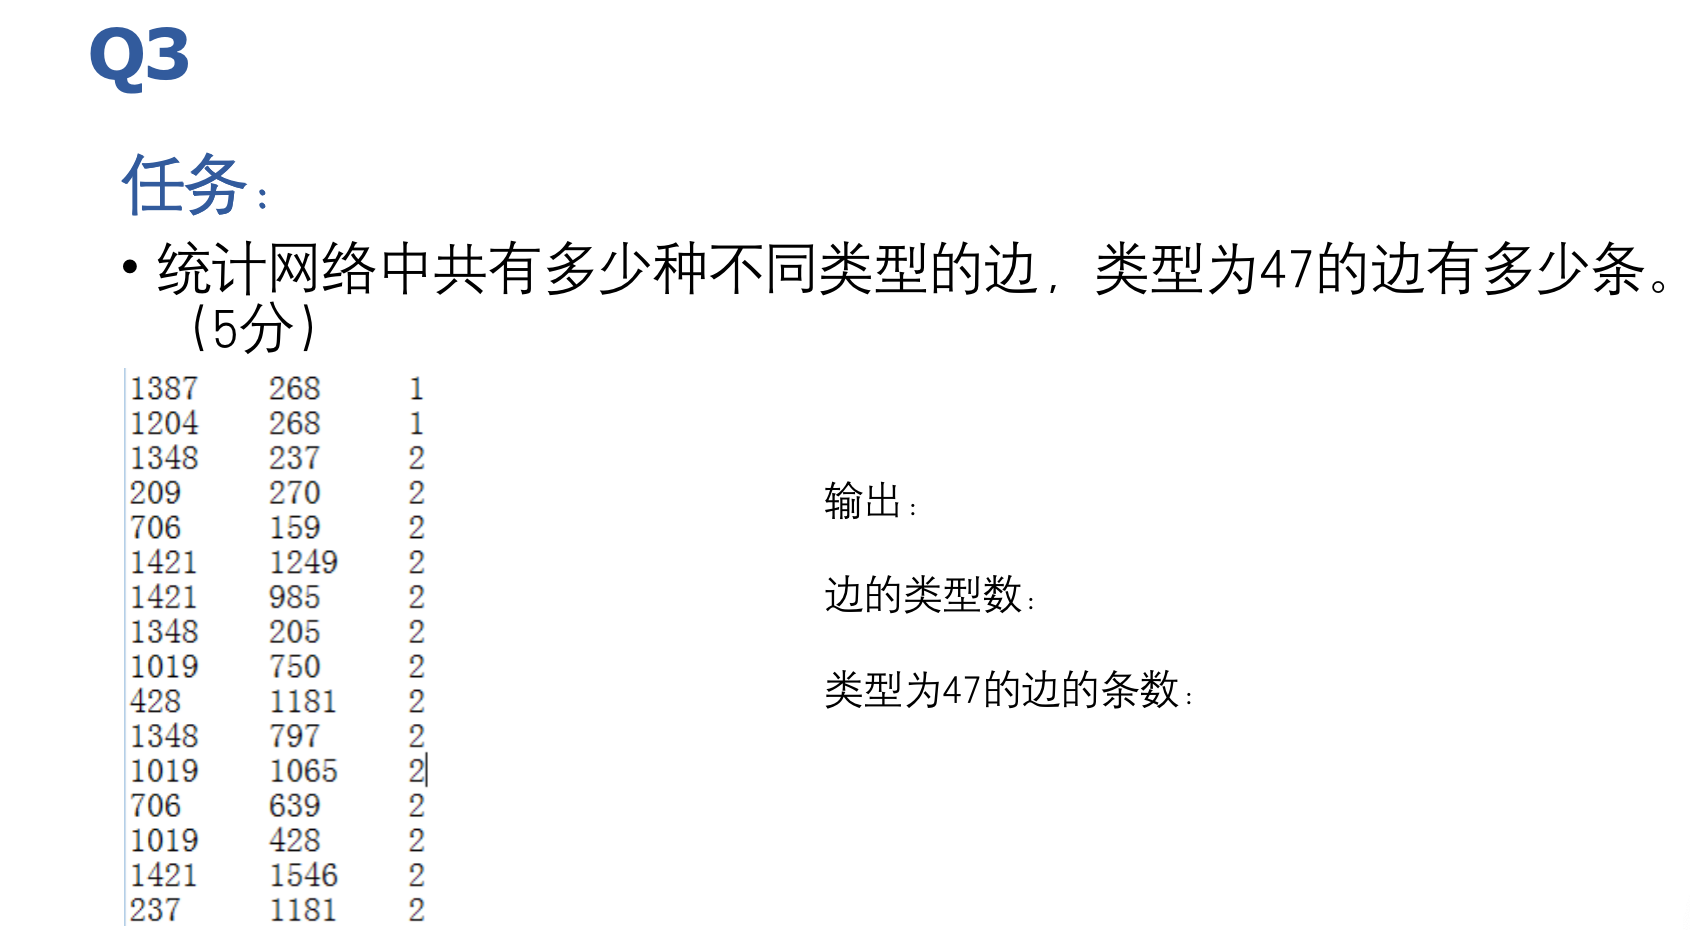 Q3
任务：
• 统计网络中共有多少种不同类型的边，类型为47的边有多少条。
（5分）
1387 268 1
1204 268 1
1348 237 2
209 270 2
706 159 2
1421 1249 2
1421 985 2
1348 205 2
1019 750 2
428 1181 2
1348 797 2
1019 1065 2
706 639 2
1019 428 2
1421 1546 2
237 1181 2
输出：
边的类型数：
类型为47的边的条数：